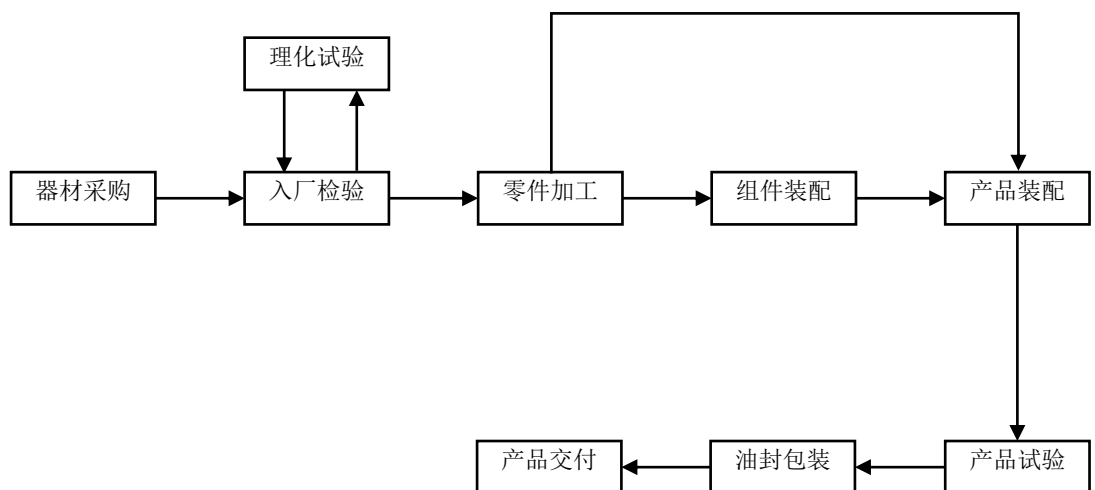 理化试验
器材采购
入厂检验
零件加工
组件装配
产品装配
产品交付
油封包装
产品试验